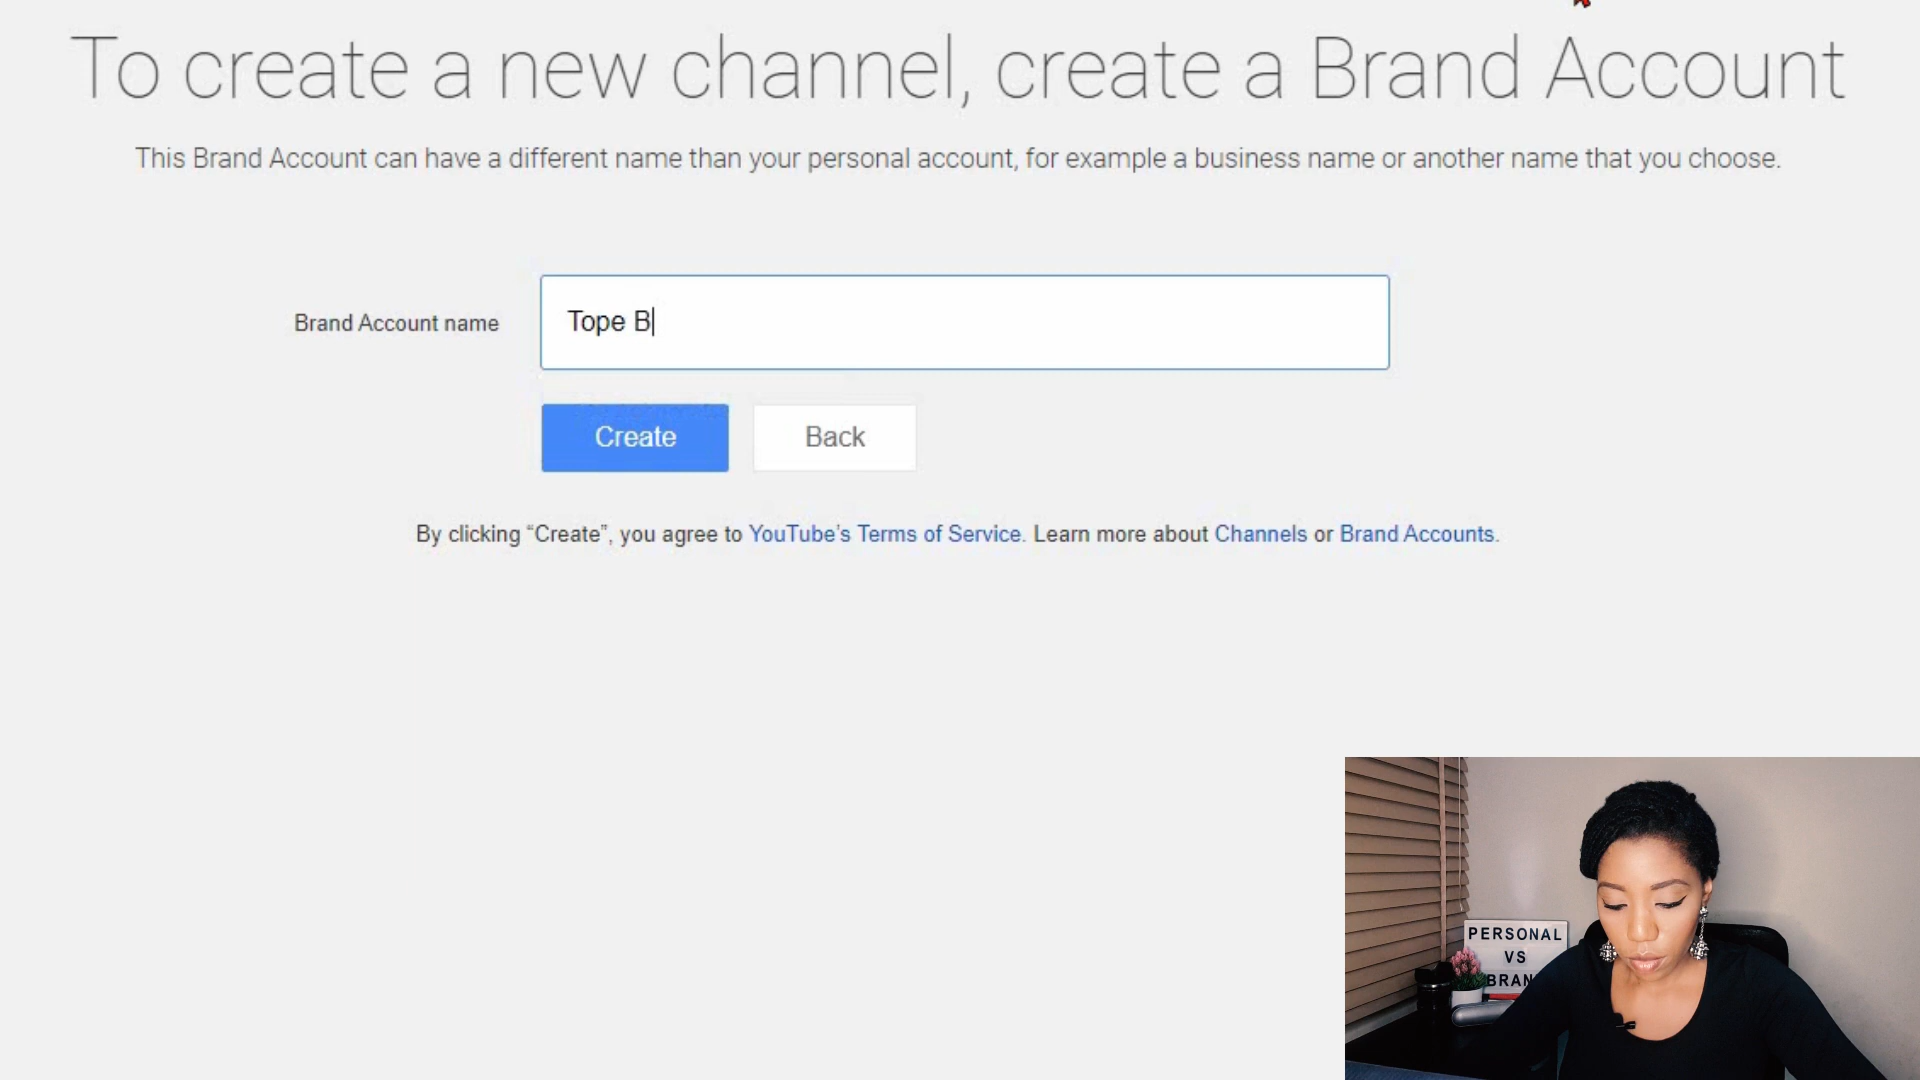 To create a new channel, create a Brand Account
This Brand Account can have a different name than your personal account, for example a business name or another name that you choose.
Brand Account name
Tope B
Create
Back
By clicking “Create”, you agree to YouTube's Terms of Service. Learn more about Channels or Brand Accounts.
PERSONAL
VS
BRAN